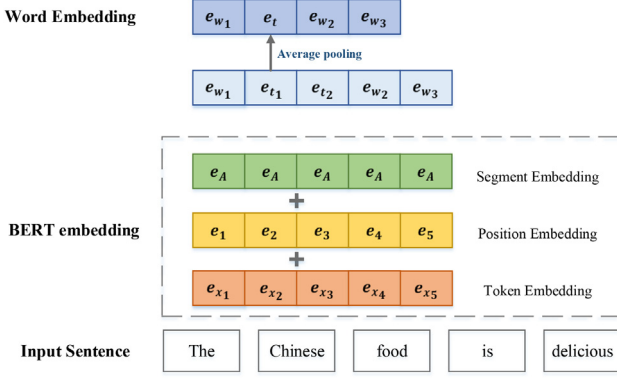 Word Embedding e_{w_1} e_t e_{w_2} e_{w_3}
Average pooling
e_{w_1} e_{t_1} e_{t_2} e_{w_2} e_{w_3}
e_A e_A e_A e_A e_A Segment Embedding
+
BERT embedding e_1 e_2 e_3 e_4 e_5 Position Embedding
+
e_{x_1} e_{x_2} e_{x_3} e_{x_4} e_{x_5} Token Embedding
Input Sentence The Chinese food is delicious